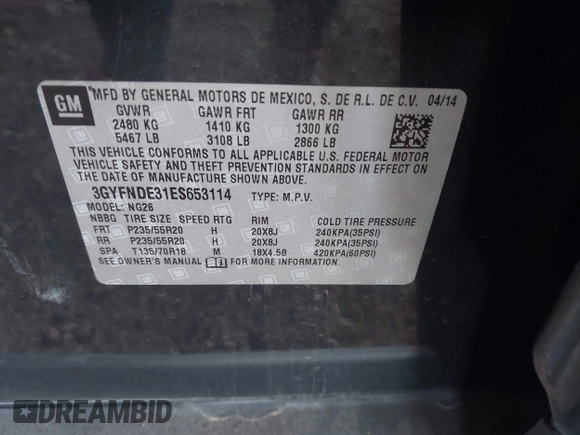 GM
MFD BY GENERAL MOTORS DE MEXICO, S. DE R.L. DE C.V. 04/14
GVWR GAWR FRT GAWR RR
2480 KG 1410 KG 1300 KG
5467 LB 3108 LB 2866 LB
THIS VEHICLE CONFORMS TO ALL APPLICABLE U.S. FEDERAL MOTOR
VEHICLE SAFETY, BUMPER, AND THEFT PREVENTION STANDARDS IN EFFECT ON
THE DATE OF MANUFACTURE SHOWN ABOVE.
3GYFNDE31ES653114 TYPE: M.P.V.
MODEL: NG26
NBBG TIRE SIZE SPEED RTG RIM COLD TIRE PRESSURE
FRT P235/55R20 H 20X8J 240KPA(35PSI)
RR P235/55R20 H 20X8J 240KPA(35PSI)
SPA T135/70R18 M 18X4.5B 420KPA(60PSI)
SEE OWNER'S MANUAL FOR MORE INFORMATION.
DREAMBID